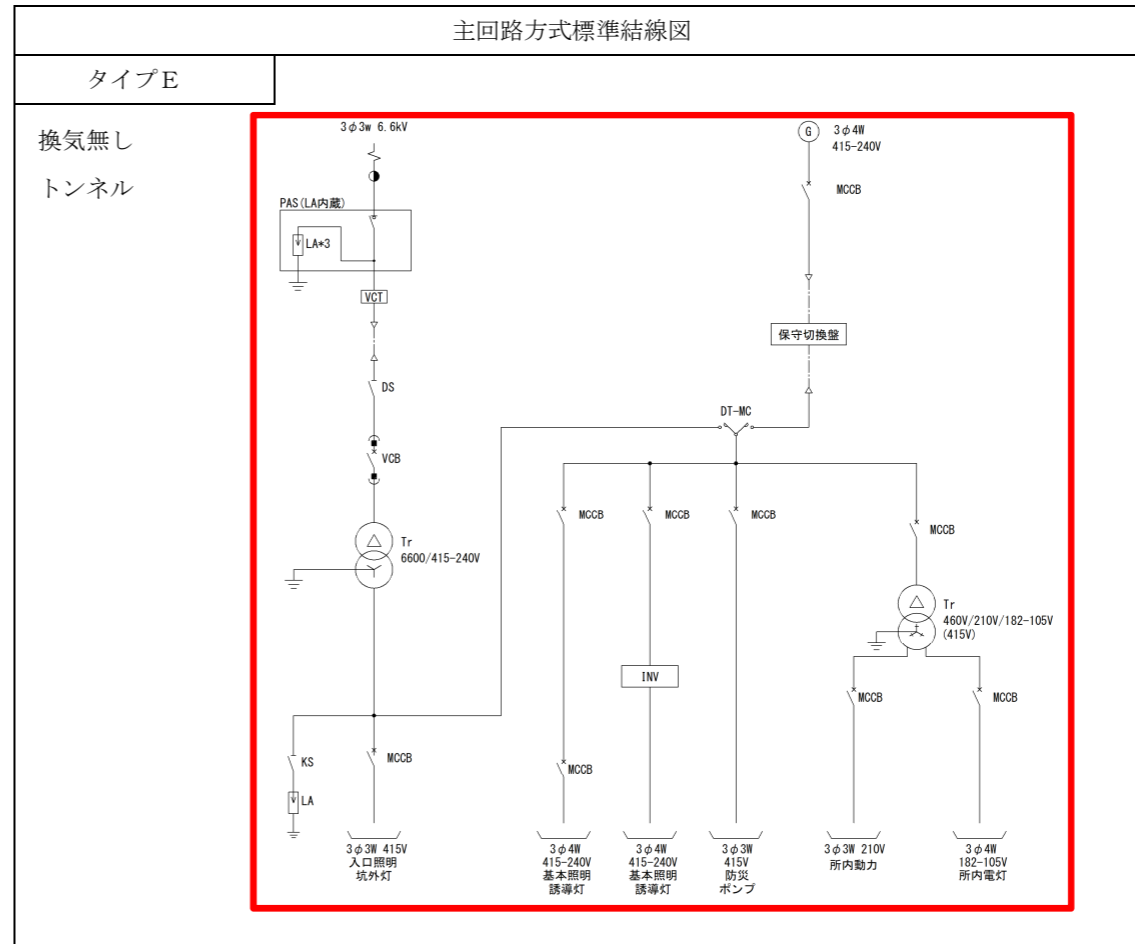 主回路方式標準結線図
タイプE
換気無し
トンネル
3φ3w 6.6kV
PAS(LA内蔵)
LA*3
VCT
DS
VCB
Tr
6600/415-240V
KS
LA
MCCB
3φ3W 415V
入口照明
坑外灯
G
3φ4W
415-240V
MCCB
保守切換盤
DT-MC
MCCB
MCCB
MCCB
MCCB
INV
MCCB
Tr
460V/210V/182-105V
(415V)
MCCB
MCCB
3φ4W
415-240V
基本照明
誘導灯
3φ4W
415-240V
基本照明
誘導灯
3φ3W
415V
防災
ポンプ
3φ3W 210V
所内動力
3φ4W
182-105V
所内電灯